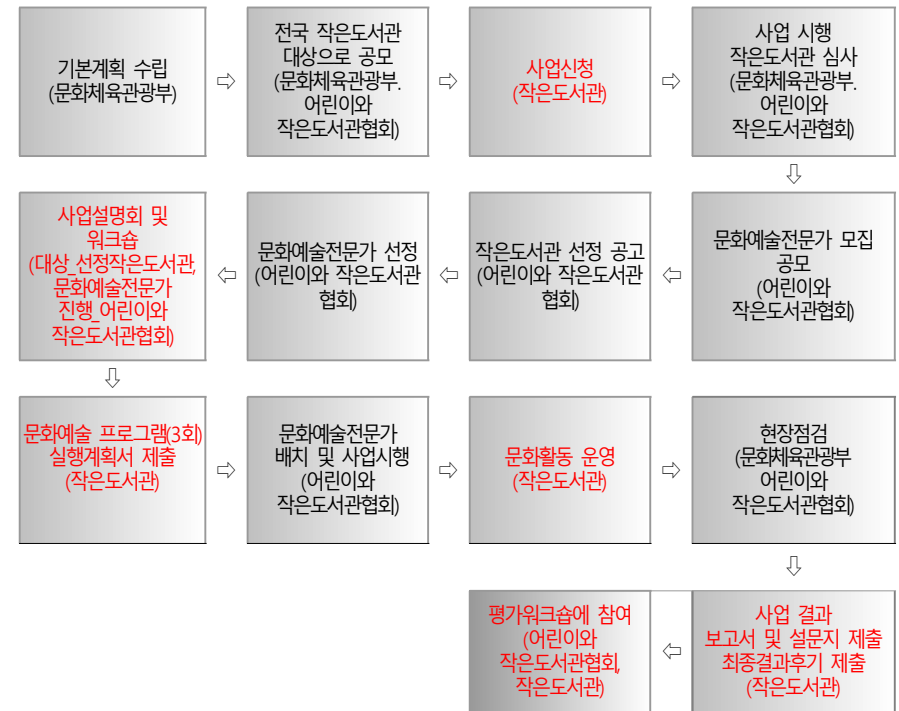 기본계획 수립
(문화체육관광부)
⇨
전국 작은도서관
대상으로 공모
(문화체육관광부.
어린이와
작은도서관협회)
⇨
사업신청
(작은도서관)
⇨
사업 시행
작은도서관 심사
(문화체육관광부.
어린이와
작은도서관협회)
⇩
문화예술전문가 모집
공모
(어린이와
작은도서관협회)
⇦
작은도서관 선정 공고
(어린이와 작은도서관
협회)
⇦
문화예술전문가 선정
(어린이와 작은도서관
협회)
⇦
사업설명회 및
워크숍
(대상_선정작은도서관,
문화예술전문가
진행_어린이와
작은도서관협회)
⇩
문화예술 프로그램(3회)
실행계획서 제출
(작은도서관)
⇨
문화예술전문가
배치 및 사업시행
(어린이와
작은도서관협회)
⇨
문화활동 운영
(작은도서관)
⇨
현장점검
(문화체육관광부
어린이와
작은도서관협회)
⇩
사업 결과
보고서 및 설문지 제출
최종결과후기 제출
(작은도서관)
⇦
평가워크숍에 참여
(어린이와
작은도서관협회,
작은도서관)